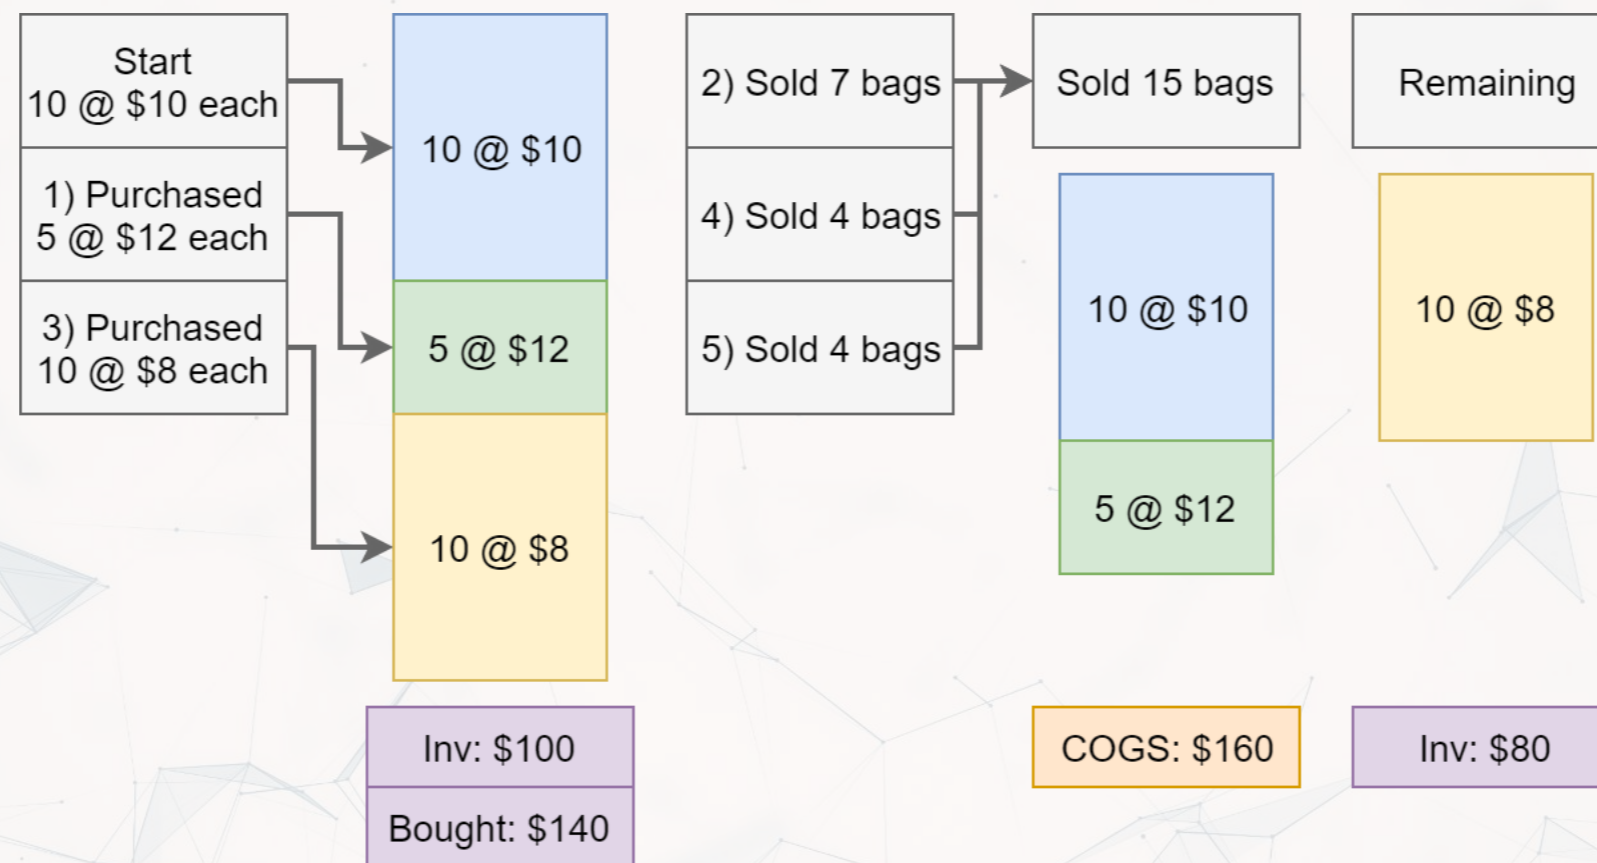 Start
10 @ $10 each
1) Purchased
5 @ $12 each
3) Purchased
10 @ $8 each
10 @ $10
5 @ $12
10 @ $8
Inv: $100
Bought: $140
2) Sold 7 bags
4) Sold 4 bags
5) Sold 4 bags
Sold 15 bags
10 @ $10
5 @ $12
COGS: $160
Remaining
10 @ $8
Inv: $80